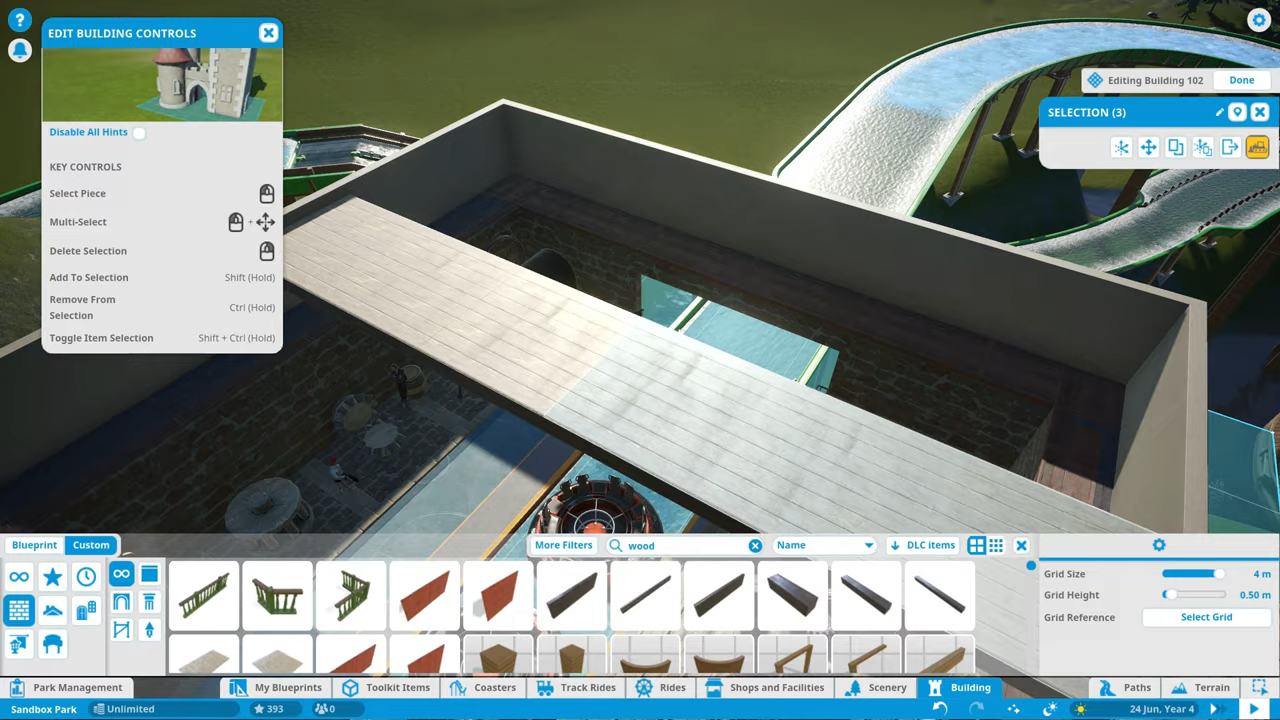 ?
EDIT BUILDING CONTROLS
Disable All Hints
KEY CONTROLS
Select Piece
Multi-Select
+
Delete Selection
Add To Selection Shift (Hold)
Remove From
Selection Ctrl (Hold)
Toggle Item Selection Shift + Ctrl (Hold)
Editing Building 102 Done
SELECTION (3)
Blueprint Custom
More Filters wood Name DLC items
Grid Size 4 m
Grid Height 0.50 m
Grid Reference Select Grid
Park Management My Blueprints Toolkit Items Coasters Track Rides Rides Shops and Facilities Scenery Building Paths Terrain
Sandbox Park Unlimited 393 0 24 Jun, Year 4